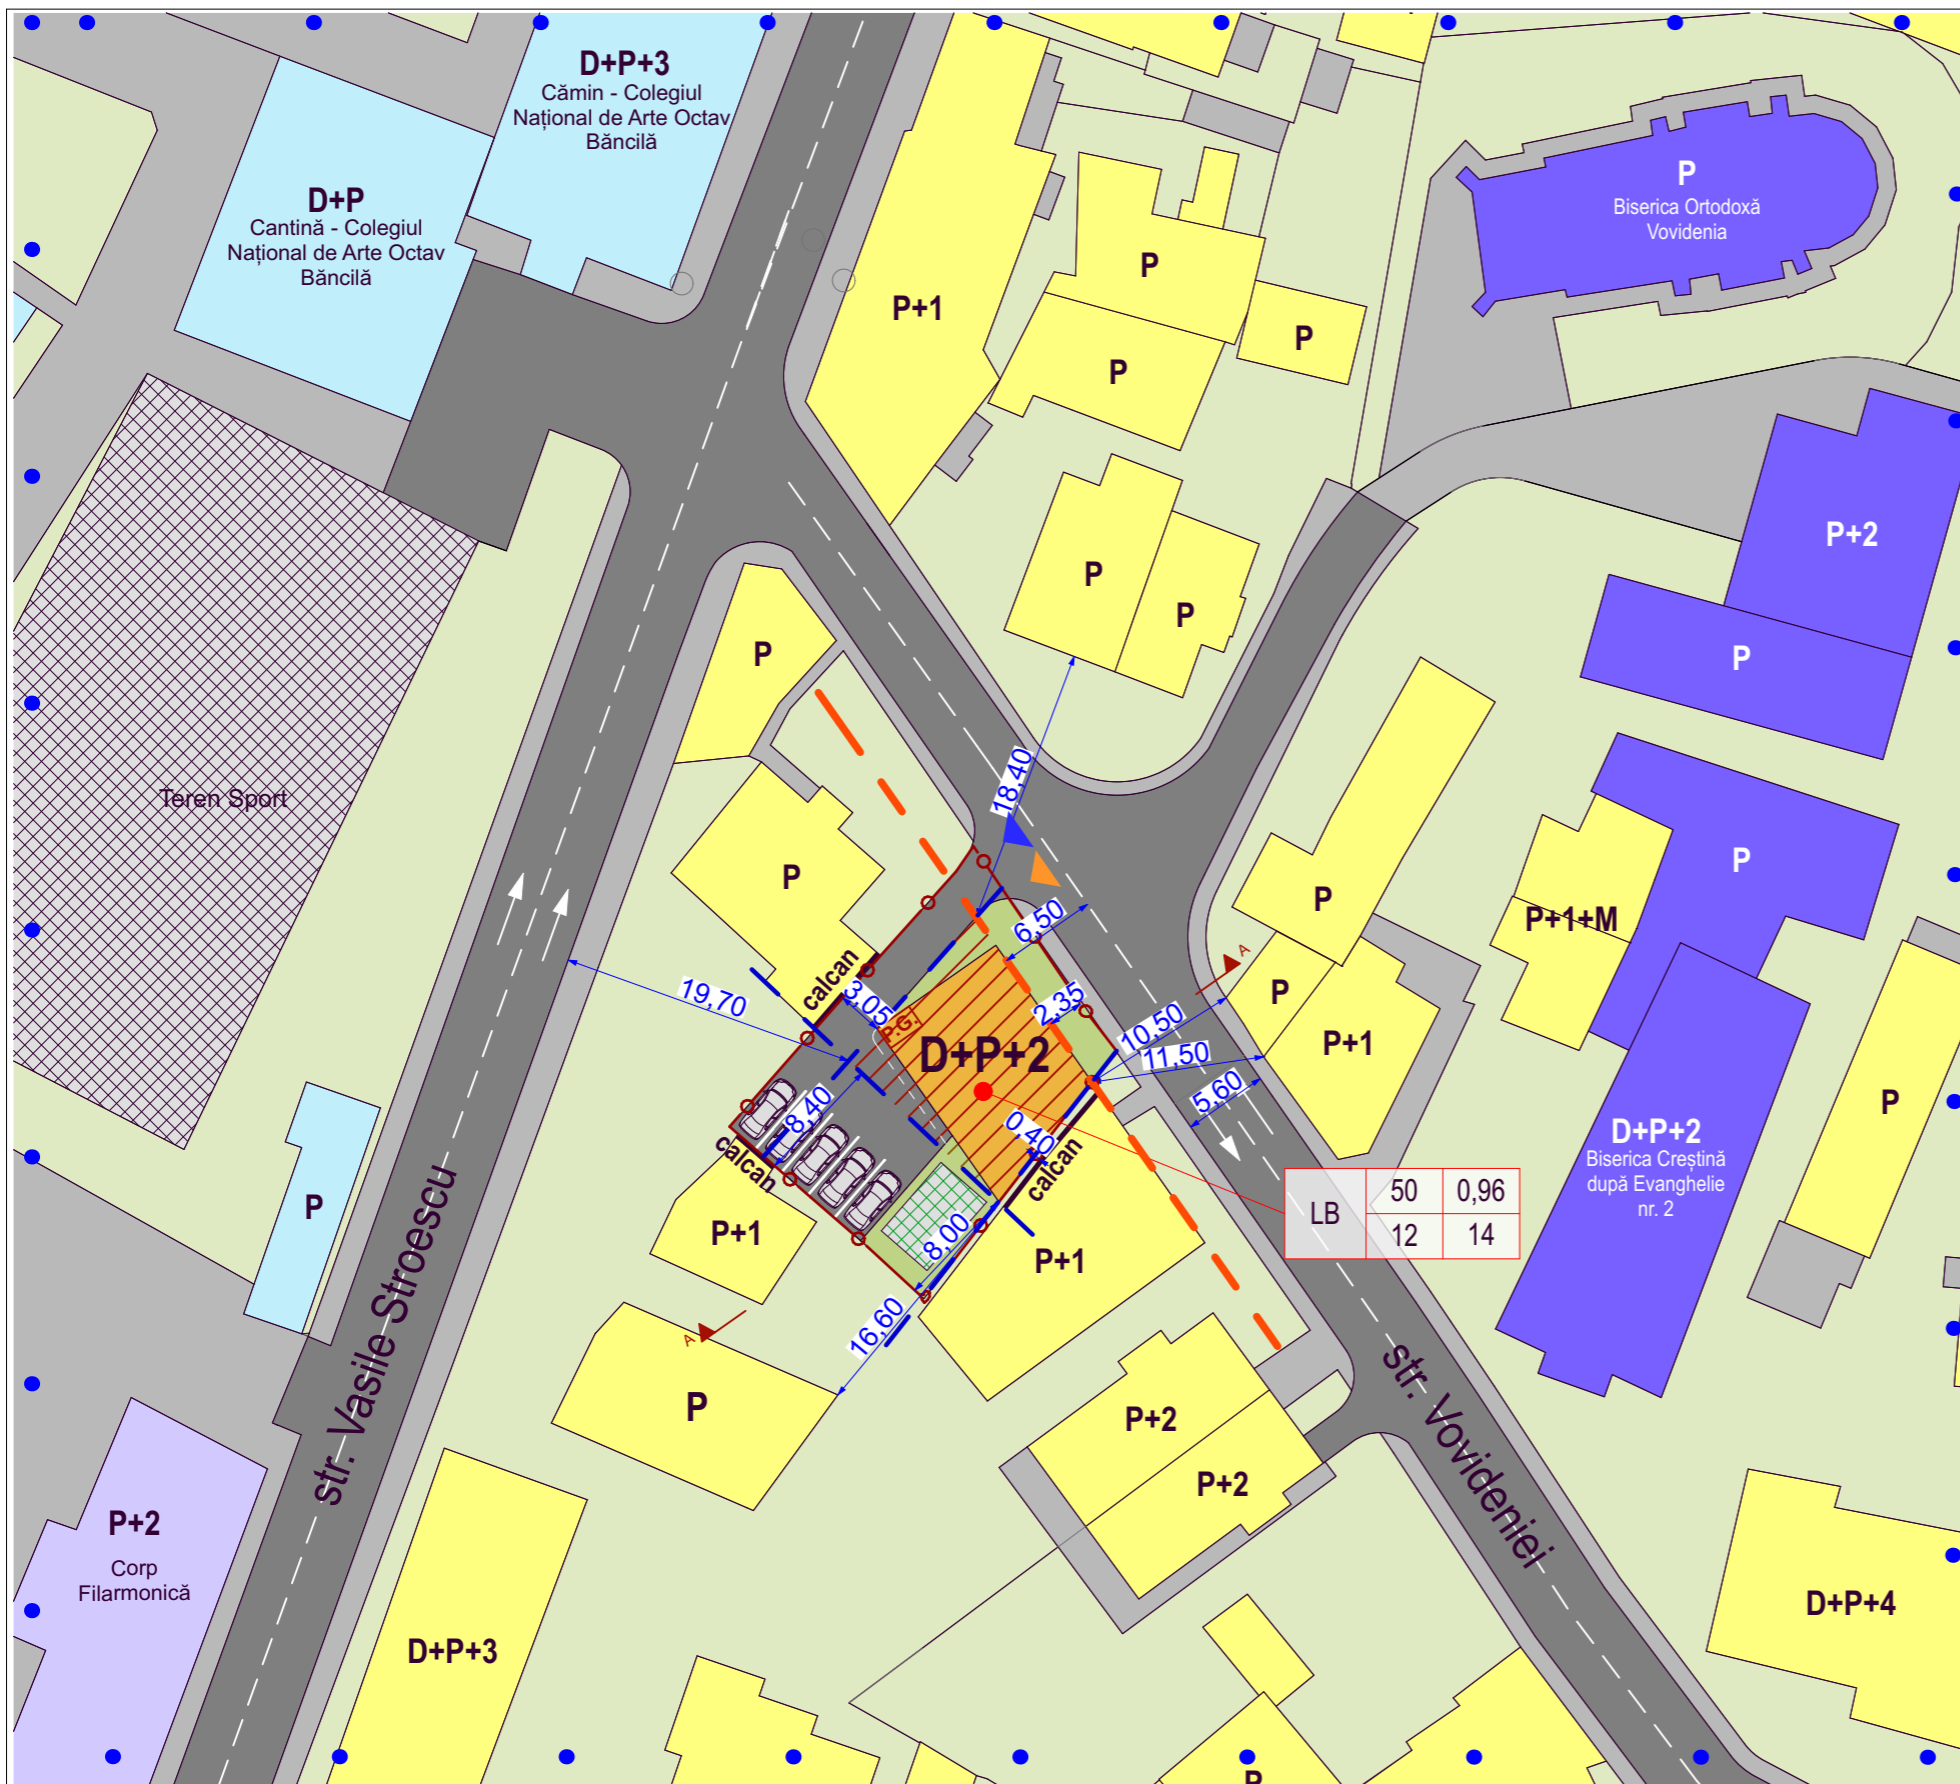 D+P+3
Cămin - Colegiul
Național de Arte Octav
Băncilă
D+P
Cantină - Colegiul
Național de Arte Octav
Băncilă
P
Biserica Ortodoxă
Vovidenia
P+1
P
P
P
P
P
P+2
P
P
Teren Sport
18,40
P
P
P
P+1+M
6,50
calcan
3,05
P.G.
19,70
2,35
A
P
D+P+2
10,50
11,50
P+1
5,60
P
8,40
0,40
calcan
calcan
D+P+2
Biserica Creștină
după Evanghelie
nr. 2
LB
50
0,96
12
14
P
P+1
8,00
P+1
16,60
A
str. Vasile Stroescu
P
str. Vovideniei
P+2
P+2
P+2
Corp
Filarmonică
D+P+3
D+P+4
P